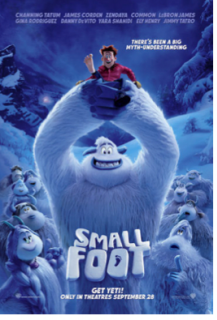 CHANNING TATUM JAMES CORDEN ZENDAYA COMMON LEBRON JAMES
GINA RODRIGUEZ DANNY DEVITO YARA SHAHIDI ELY HENRY JIMMY TATRO
THERE'S BEEN A BIG
MYTH-UNDERSTANDING
SMALL
FOOT
GET YETI!
ONLY IN THEATRES SEPTEMBER 28